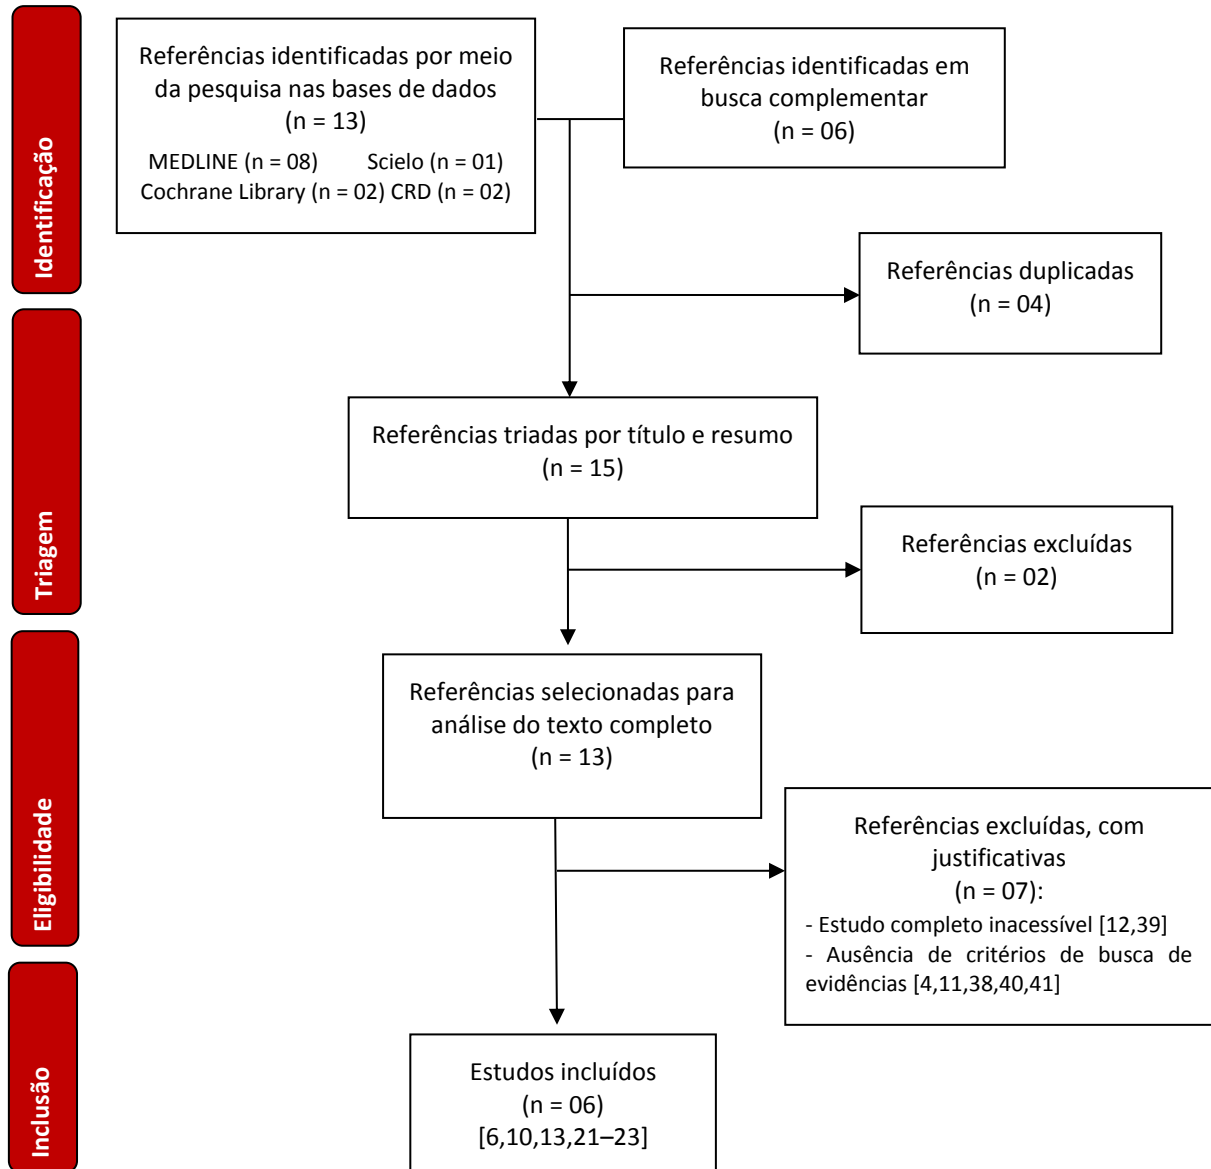 Identificação
Referências identificadas por meio
da pesquisa nas bases de dados
(n = 13)
MEDLINE (n = 08) Scielo (n = 01)
Cochrane Library (n = 02) CRD (n = 02)
Referências identificadas em
busca complementar
(n = 06)
Referências duplicadas
(n = 04)
Triagem
Referências triadas por título e resumo
(n = 15)
Referências excluídas
(n = 02)
Eligibilidade
Referências selecionadas para
análise do texto completo
(n = 13)
Referências excluídas, com
justificativas
(n = 07):
- Estudo completo inacessível [12,39]
- Ausência de critérios de busca de
evidências [4,11,38,40,41]
Inclusão
Estudos incluídos
(n = 06)
[6,10,13,21–23]